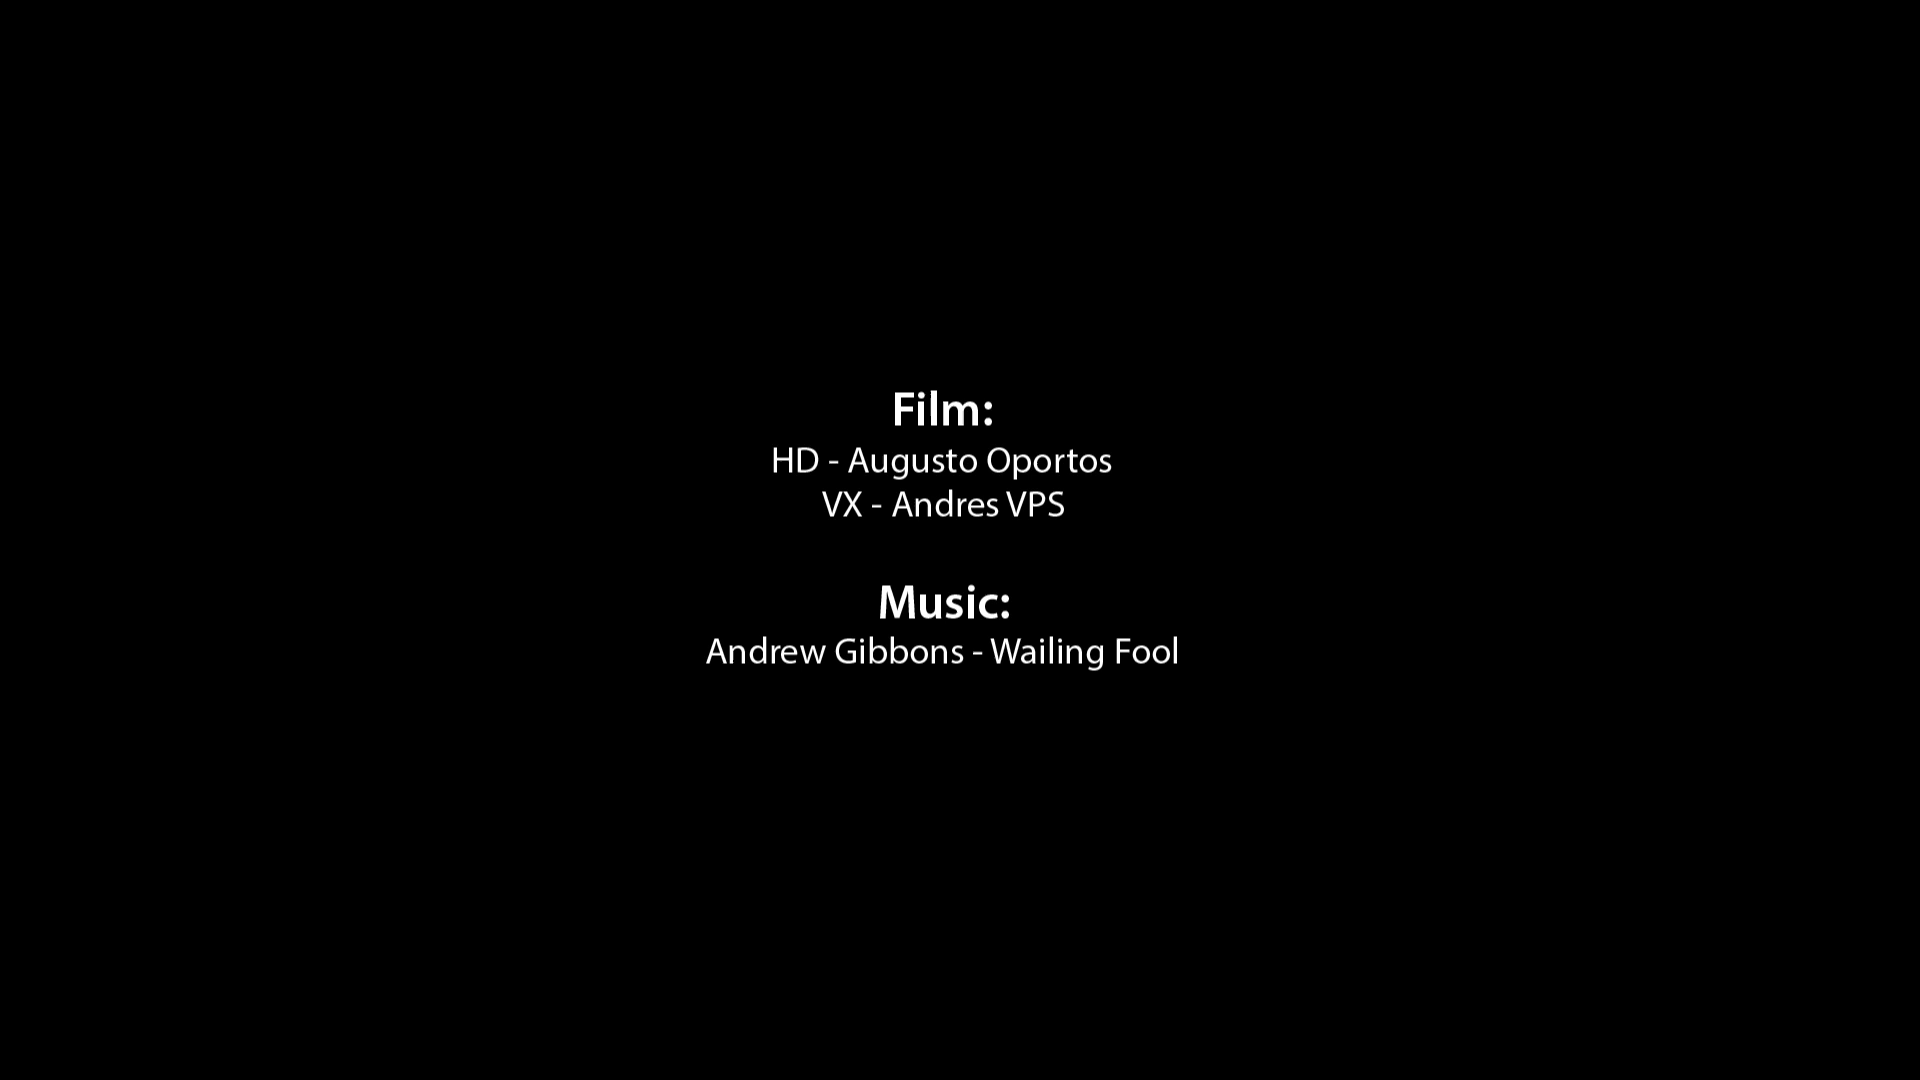 Film:
HD - Augusto Oportos
VX - Andres VPS
Music:
Andrew Gibbons - Wailing Fool